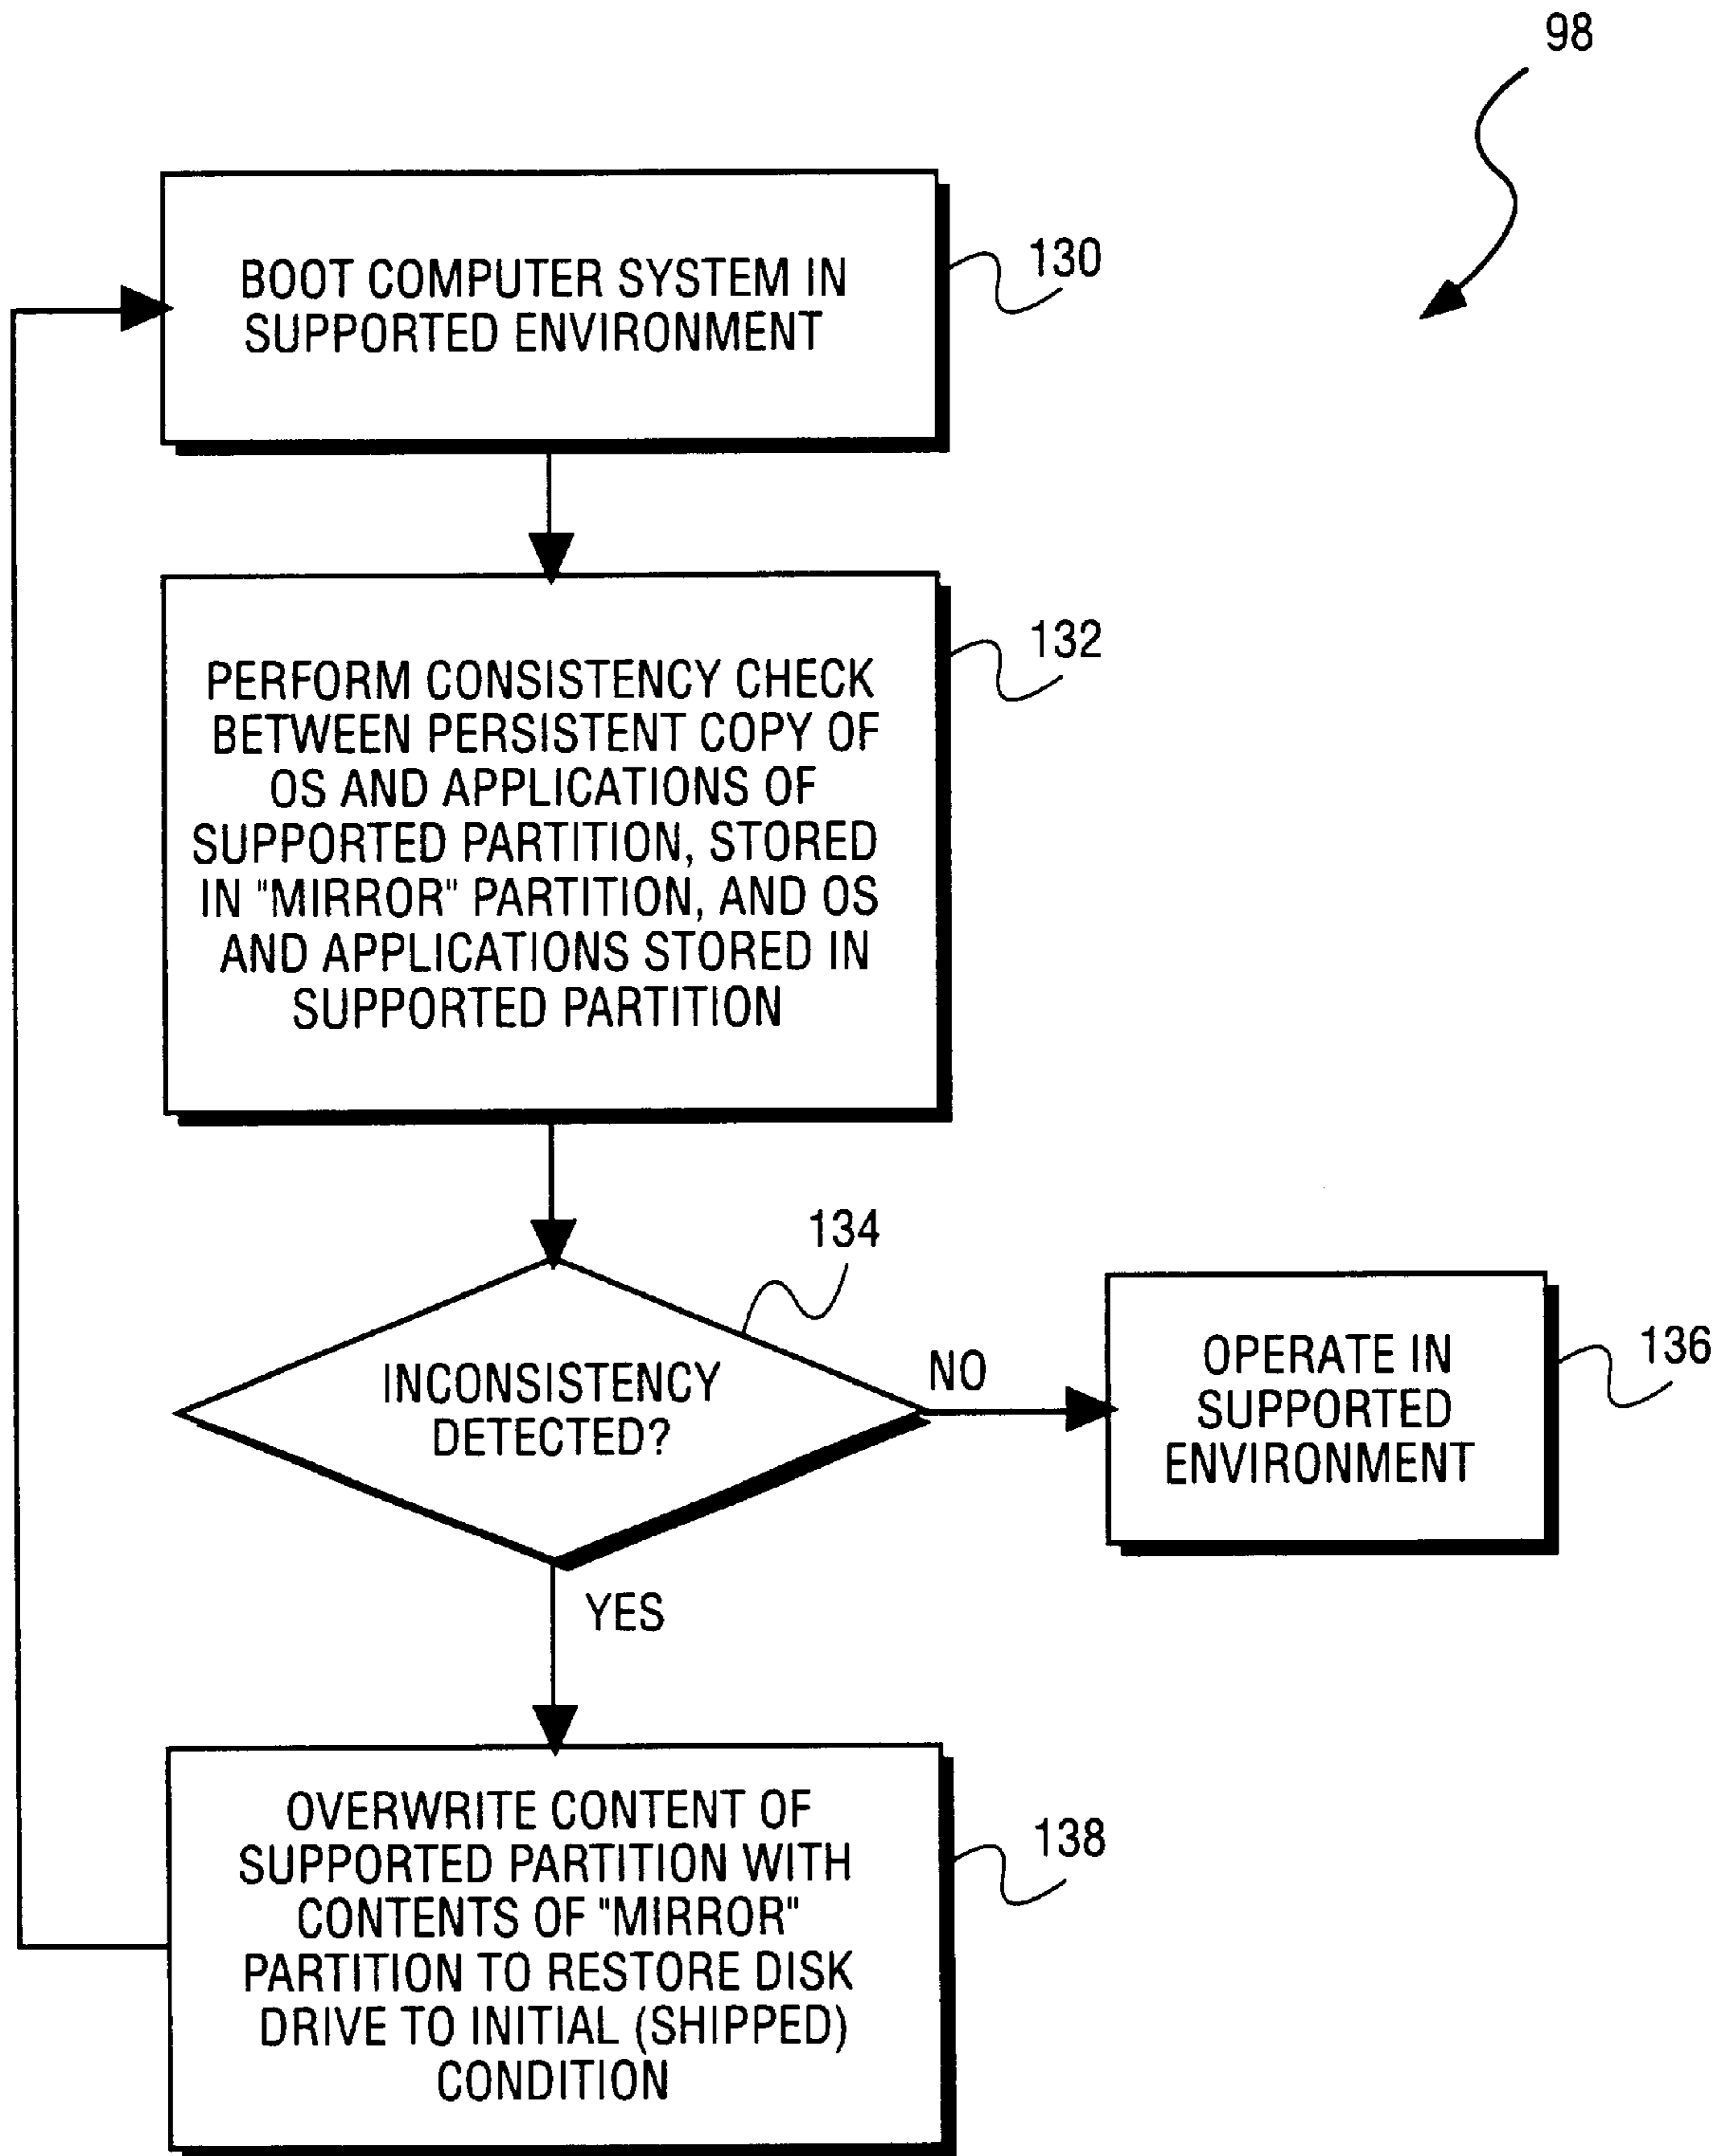 98
BOOT COMPUTER SYSTEM IN
SUPPORTED ENVIRONMENT
130
PERFORM CONSISTENCY CHECK
BETWEEN PERSISTENT COPY OF
OS AND APPLICATIONS OF
SUPPORTED PARTITION, STORED
IN "MIRROR" PARTITION, AND OS
AND APPLICATIONS STORED IN
SUPPORTED PARTITION
132
INCONSISTENCY
DETECTED?
134
NO
OPERATE IN
SUPPORTED
ENVIRONMENT
136
YES
OVERWRITE CONTENT OF
SUPPORTED PARTITION WITH
CONTENTS OF "MIRROR"
PARTITION TO RESTORE DISK
DRIVE TO INITIAL (SHIPPED)
CONDITION
138